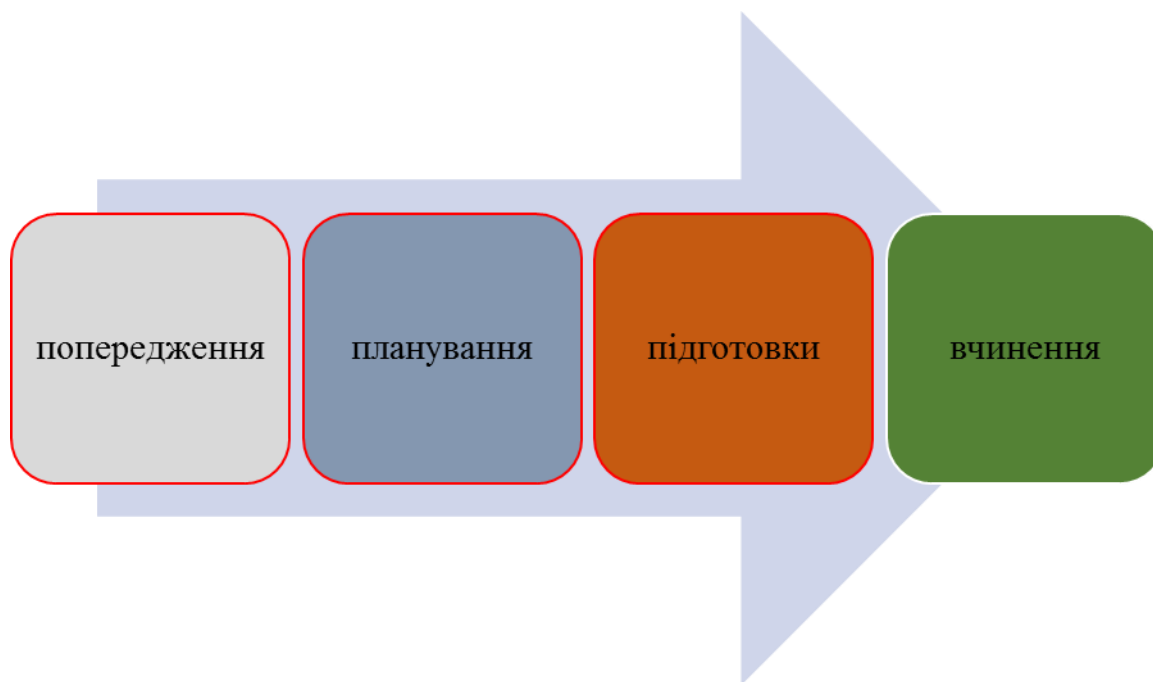 попередження
планування
підготовки
вчинення